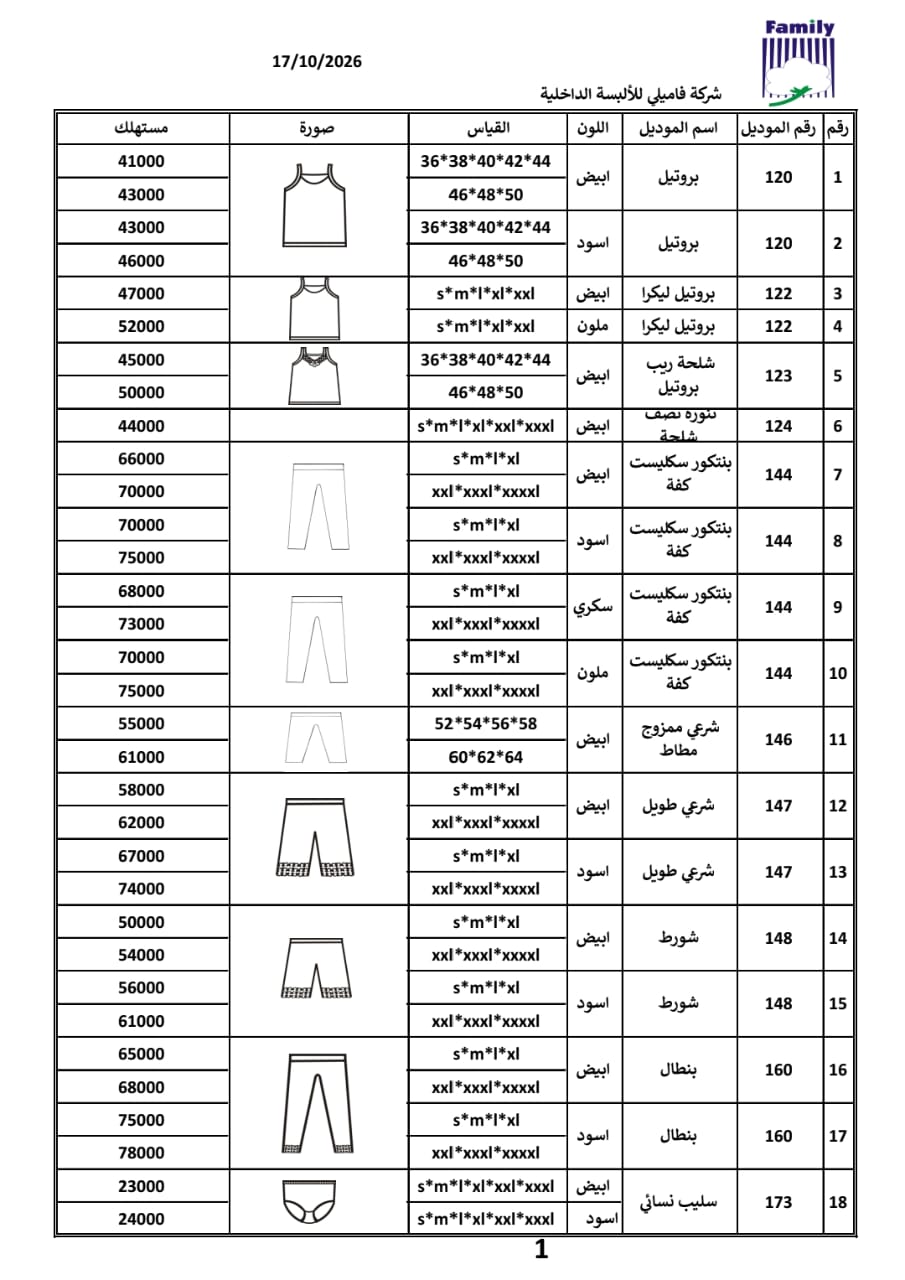 Family
17/10/2026
شركة فاميلي للألبسة الداخلية
رقم رقم الموديل اسم الموديل اللون القياس صورة مستهلك
1 120 بروتيل ابيض 36*38*40*42*44 41000
46*48*50 43000
2 120 بروتيل اسود 36*38*40*42*44 43000
46*48*50 46000
3 122 بروتيل ليكرا ابيض s*m*l*xl*xxl 47000
4 122 بروتيل ليكرا ملون s*m*l*xl*xxl 52000
5 123 شلحة ريب بروتيل ابيض 36*38*40*42*44 45000
46*48*50 50000
6 124 تنورة نصف شلحة ابيض s*m*l*xl*xxl*xxxl 44000
7 144 بنتكور سكليست كفة ابيض s*m*l*xl 66000
xxl*xxxl*xxxxl 70000
8 144 بنتكور سكليست كفة اسود s*m*l*xl 70000
xxl*xxxl*xxxxl 75000
9 144 بنتكور سكليست كفة سكري s*m*l*xl 68000
xxl*xxxl*xxxxl 73000
10 144 بنتكور سكليست كفة ملون s*m*l*xl 70000
xxl*xxxl*xxxxl 75000
11 146 شرعي ممزوج مطاط ابيض 52*54*56*58 55000
60*62*64 61000
12 147 شرعي طويل ابيض s*m*l*xl 58000
xxl*xxxl*xxxxl 62000
13 147 شرعي طويل اسود s*m*l*xl 67000
xxl*xxxl*xxxxl 74000
14 148 شورط ابيض s*m*l*xl 50000
xxl*xxxl*xxxxl 54000
15 148 شورط اسود s*m*l*xl 56000
xxl*xxxl*xxxxl 61000
16 160 بنطال ابيض s*m*l*xl 65000
xxl*xxxl*xxxxl 68000
17 160 بنطال اسود s*m*l*xl 75000
xxl*xxxl*xxxxl 78000
18 173 سليب نسائي ابيض s*m*l*xl*xxl*xxxl 23000
اسود s*m*l*xl*xxl*xxxl 24000
1